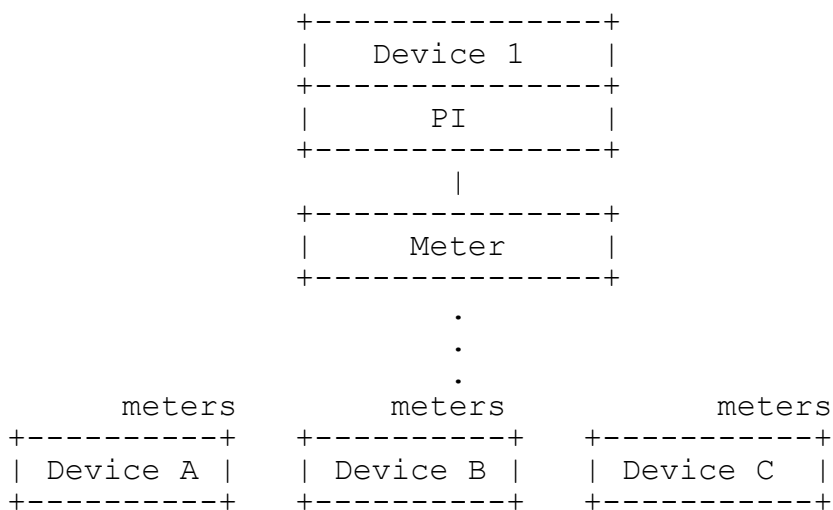 +---------------+
| Device 1 |
+---------------+
| PI |
+---------------+
|
+---------------+
| Meter |
+---------------+
.
.
.
meters meters meters
+----------+ +----------+ +-----------+
| Device A | | Device B | | Device C |
+----------+ +----------+ +-----------+